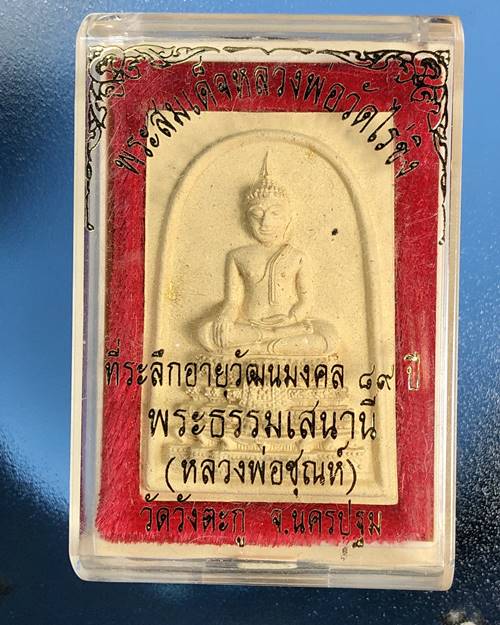 พระสมเด็จหลวงพ่อวัดไร่ขิง
ที่ระลึกอายุวัฒนมงคล ๘๙ ปี
พระธรรมเสนานี
(หลวงพ่อชุณห์)
วัดวังตะกู จ.นครปฐม